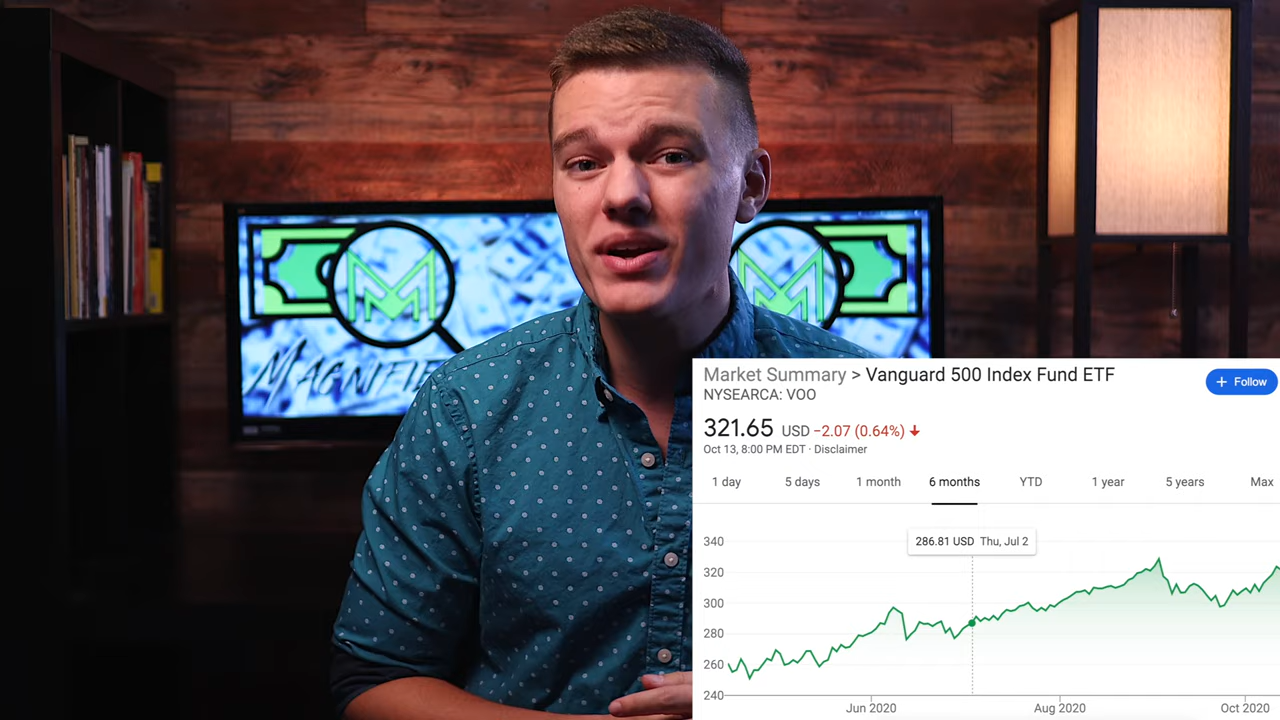 MAGNIFIE
Market Summary > Vanguard 500 Index Fund ETF
NYSEARCA: VOO
+ Follow
321.65 USD −2.07 (0.64%) ↓
Oct 13, 8:00 PM EDT · Disclaimer
1 day 5 days 1 month 6 months YTD 1 year 5 years Max
286.81 USD Thu, Jul 2
340
320
300
280
260
240
Jun 2020 Aug 2020 Oct 2020